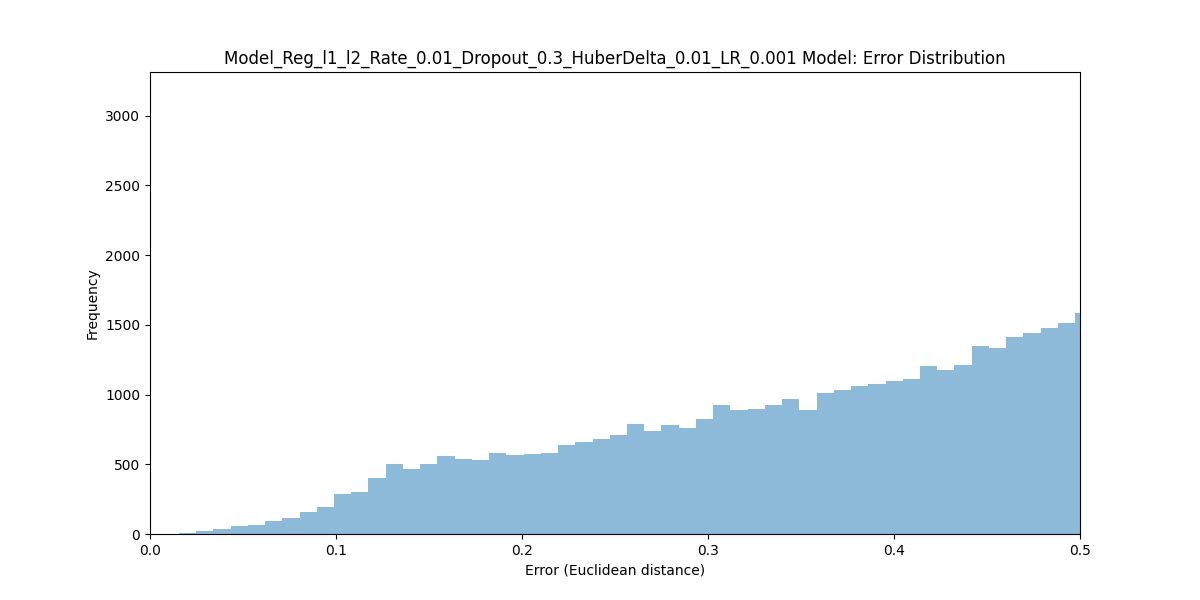 Model_Reg_l1_l2_Rate_0.01_Dropout_0.3_HuberDelta_0.01_LR_0.001 Model: Error Distribution
3000
2500
2000
1500
1000
500
0
Frequency
0.0 0.1 0.2 0.3 0.4 0.5
Error (Euclidean distance)